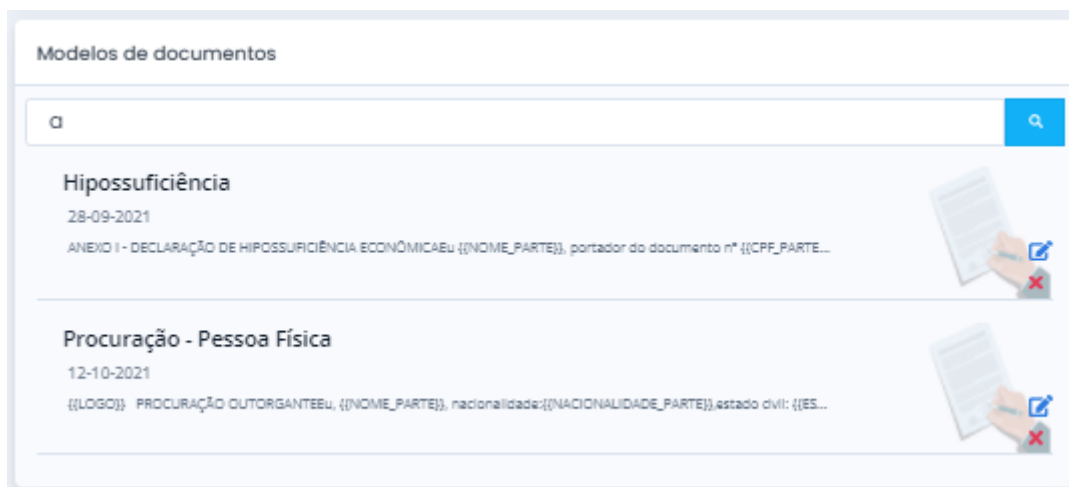 Modelos de documentos
a
Hipossuficiência
28-09-2021
ANEXO I - DECLARAÇÃO DE HIPOSSUFICIÊNCIA ECONÔMICAEu {{NOME_PARTE}}, portador do documento n° {{CPF_PARTE...
Procuração - Pessoa Física
12-10-2021
{{LOGO}} PROCURAÇÃO OUTORGANTEEu, {{NOME_PARTE}}, nacionalidade:{{NACIONALIDADE_PARTE}},estado civil: {{ES...